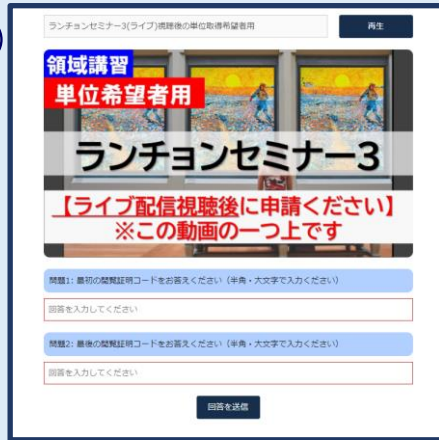 ランチョンセミナー3(ライブ)視聴後の単位取得希望者用
再生
領域講習
単位希望者用
ランチョンセミナー3
【ライブ配信視聴後に申請ください】
※この動画の一つ上です
問題1: 最初の閲覧証明コードをお答えください（半角・大文字で入力ください）
回答を入力してください
問題2: 最後の閲覧証明コードをお答えください（半角・大文字で入力ください）
回答を入力してください
回答を送信